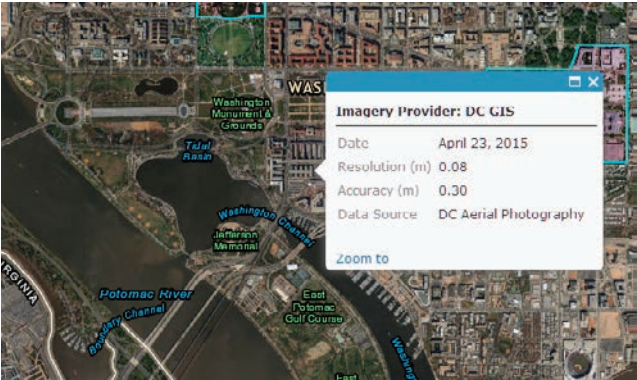 WAS
Imagery Provider: DC GIS
Date April 23, 2015
Resolution (m) 0.08
Accuracy (m) 0.30
Data Source DC Aerial Photography
Zoom to
Washington
Monument &
Grounds
Tidal
Basin
Washington Channel
Jefferson
Memorial
Potomac River
Boundary Channel
East
Potomac
Golf Course
RGINIA
Washing
East